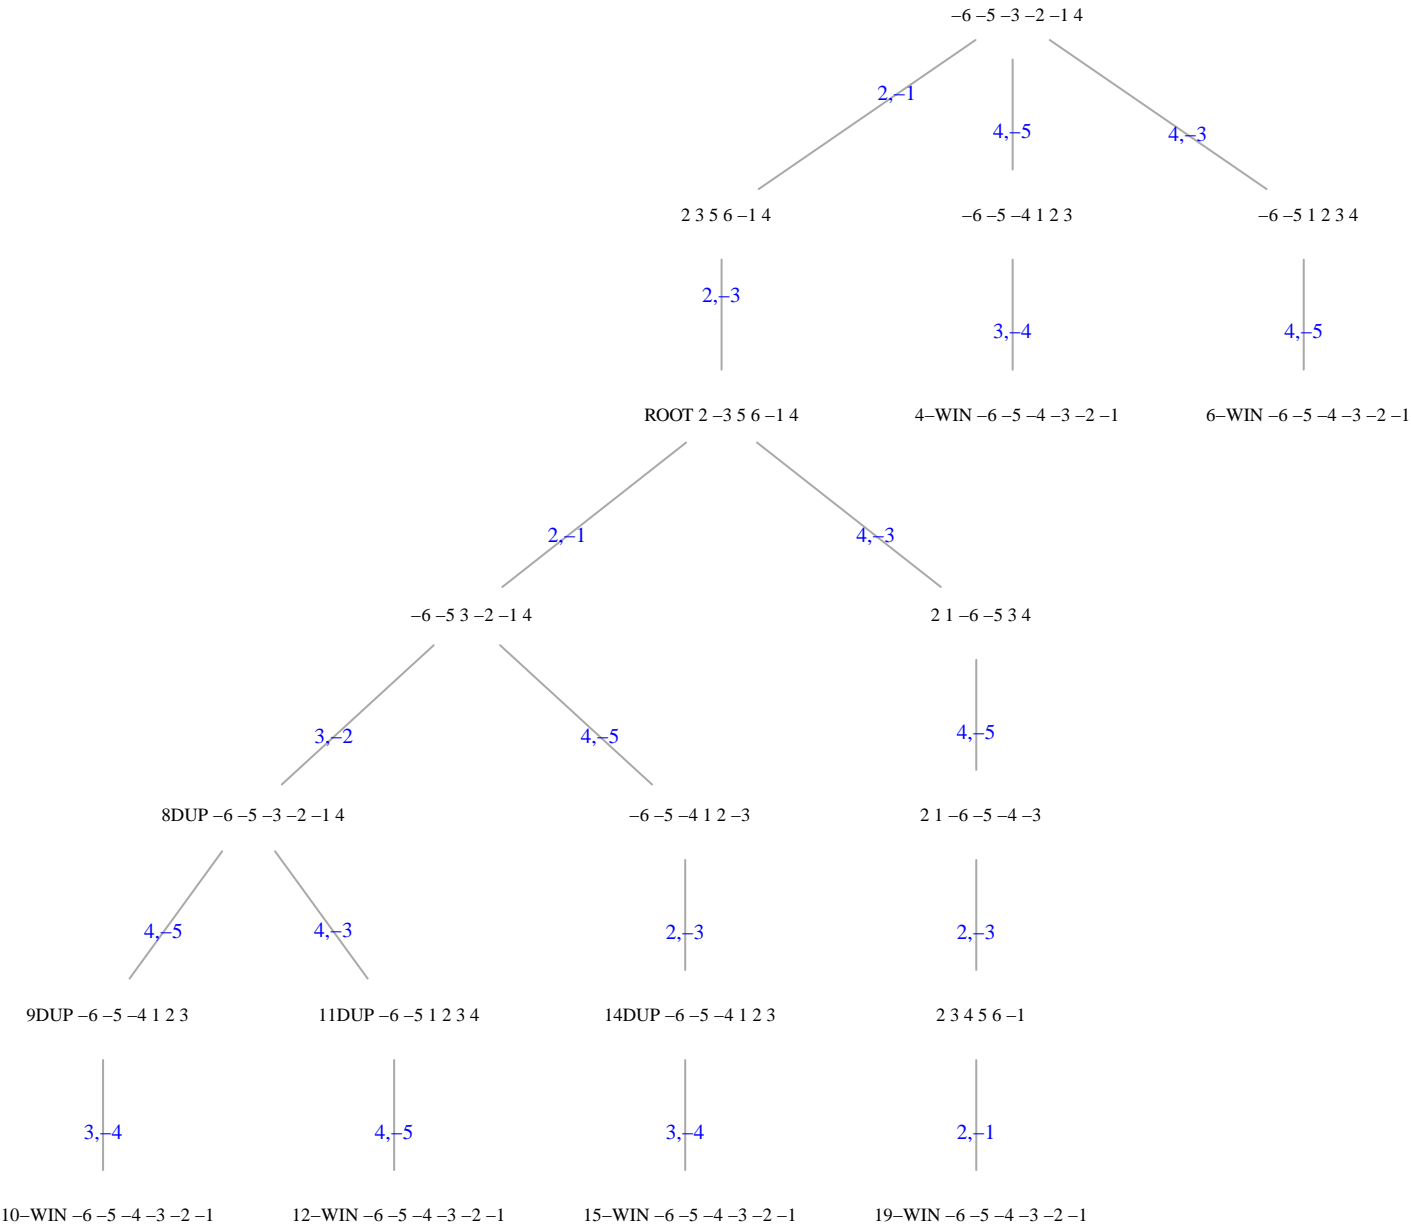 –6 –5 –3 –2 –1 4
2,–1
4,–5
4,–3
2 3 5 6 –1 4
–6 –5 –4 1 2 3
–6 –5 1 2 3 4
2,–3
3,–4
4,–5
ROOT 2 –3 5 6 –1 4
4–WIN –6 –5 –4 –3 –2 –1
6–WIN –6 –5 –4 –3 –2 –1
2,–1
4,–3
–6 –5 3 –2 –1 4
2 1 –6 –5 3 4
3,–2
4,–5
4,–5
8DUP –6 –5 –3 –2 –1 4
–6 –5 –4 1 2 –3
2 1 –6 –5 –4 –3
4,–5
4,–3
2,–3
2,–3
9DUP –6 –5 –4 1 2 3
11DUP –6 –5 1 2 3 4
14DUP –6 –5 –4 1 2 3
2 3 4 5 6 –1
3,–4
4,–5
3,–4
2,–1
10–WIN –6 –5 –4 –3 –2 –1
12–WIN –6 –5 –4 –3 –2 –1
15–WIN –6 –5 –4 –3 –2 –1
19–WIN –6 –5 –4 –3 –2 –1